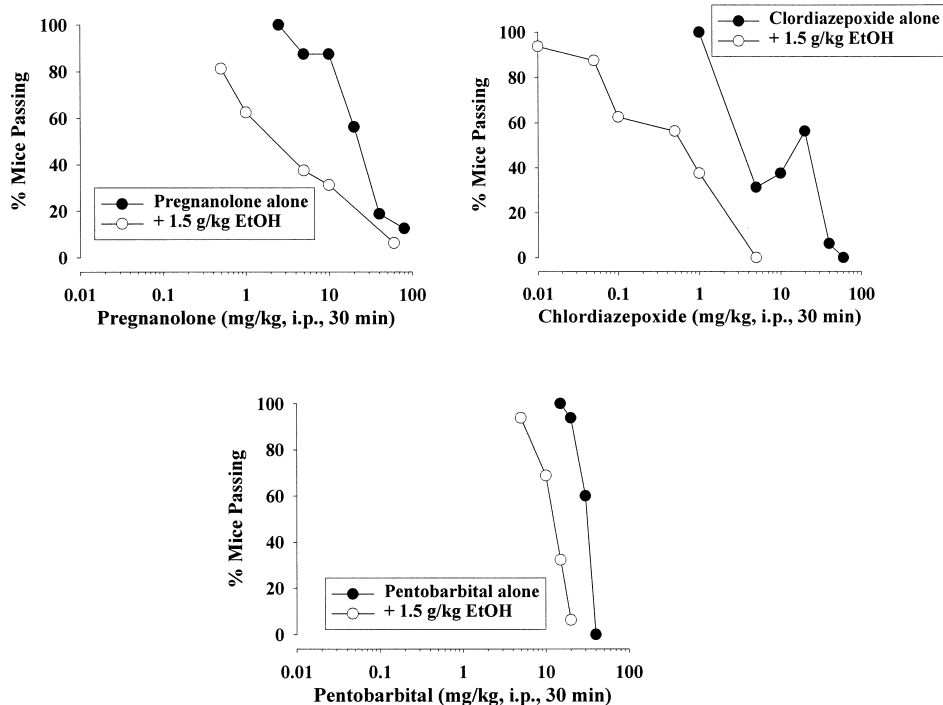 % Mice Passing
100
80
60
40
20
0
Pregnanolone alone
+ 1.5 g/kg EtOH
0.01
0.1
1
10
100
Pregnanolone (mg/kg, i.p., 30 min)
% Mice Passing
100
80
60
40
20
0
Clordiazepoxide alone
+ 1.5 g/kg EtOH
0.01
0.1
1
10
100
Chlordiazepoxide (mg/kg, i.p., 30 min)
% Mice Passing
100
80
60
40
20
0
Pentobarbital alone
+ 1.5 g/kg EtOH
0.01
0.1
1
10
100
Pentobarbital (mg/kg, i.p., 30 min)